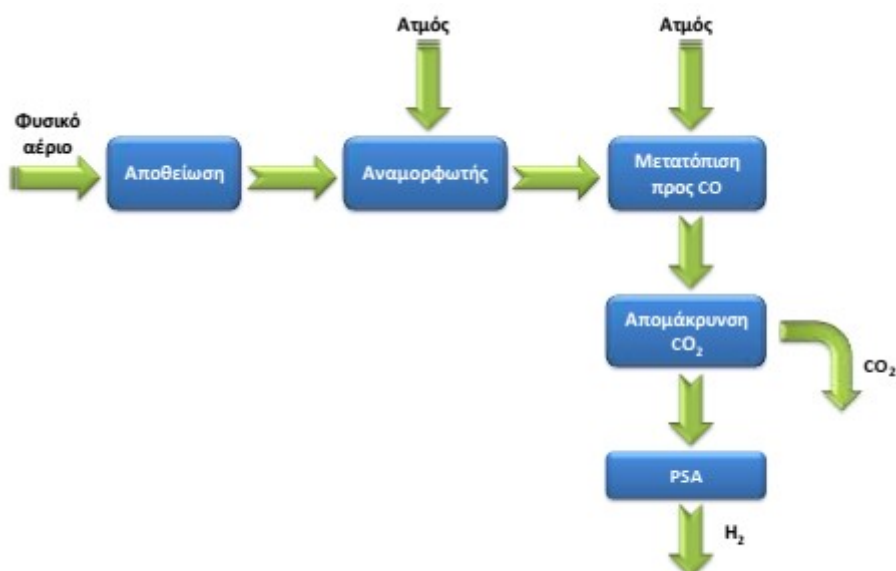 Ατμός
Ατμός
Φυσικό
αέριο
Αποθείωση
Αναμορφωτής
Μετατόπιση
προς CO
Απομάκρυνση
CO₂
CO₂
PSA
H₂